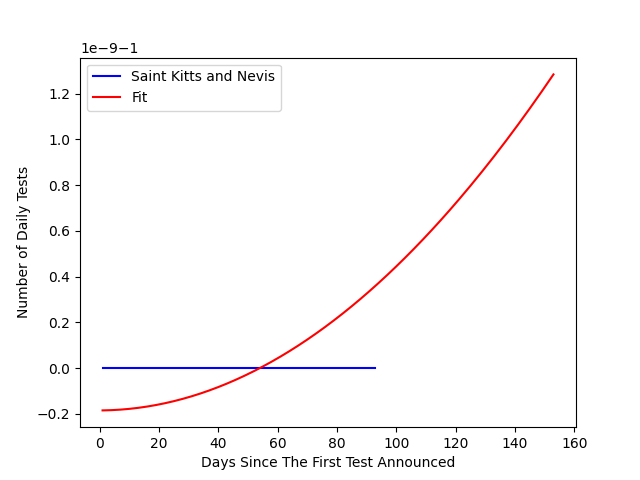 1e−9−1
Saint Kitts and Nevis
Fit
1.2
1.0
0.8
0.6
0.4
0.2
0.0
−0.2
Number of Daily Tests
0 20 40 60 80 100 120 140 160
Days Since The First Test Announced